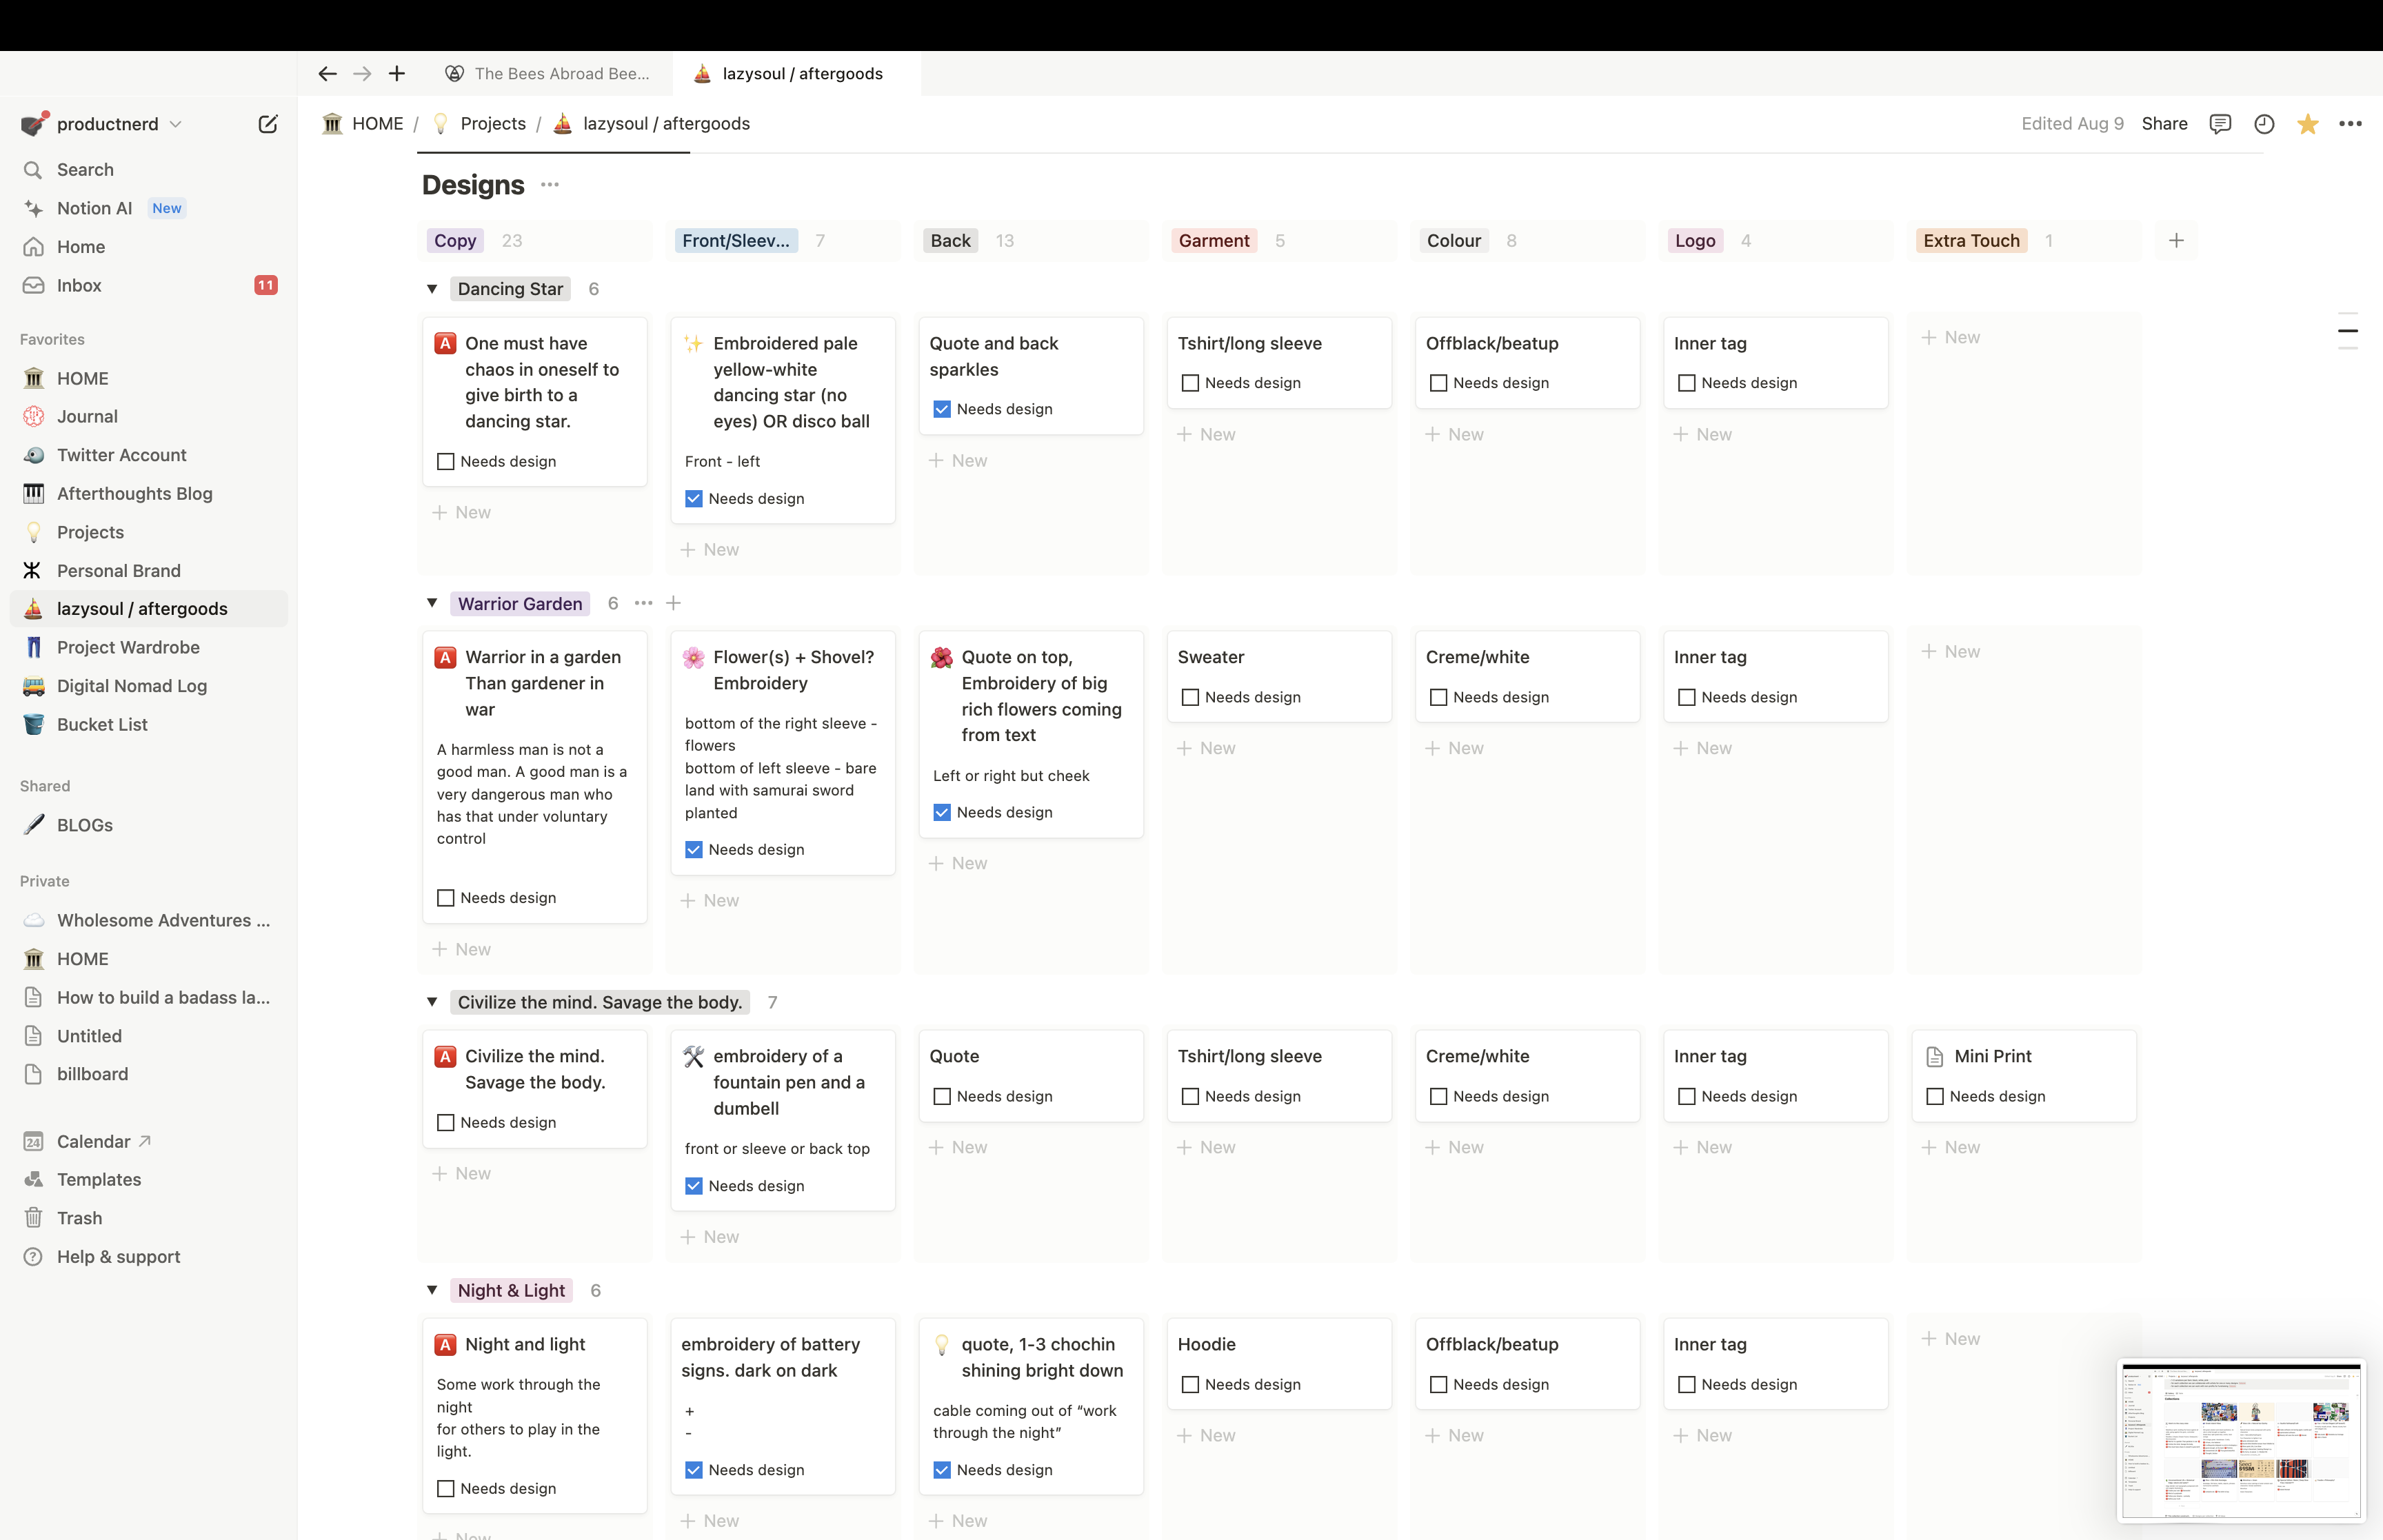 The Bees Abroad Bee...
lazysoul / aftergoods
productnerd
Search
Notion AI New
Home
Inbox 11
Favorites
HOME
Journal
Twitter Account
Afterthoughts Blog
Projects
Personal Brand
lazysoul / aftergoods
Project Wardrobe
Digital Nomad Log
Bucket List
Shared
BLOGs
Private
Wholesome Adventures ...
HOME
How to build a badass la...
Untitled
billboard
24 Calendar
Templates
Trash
Help & support
HOME / Projects / lazysoul / aftergoods
Edited Aug 9 Share
Designs
Copy 23
Front/Sleev... 7
Back 13
Garment 5
Colour 8
Logo 4
Extra Touch 1
Dancing Star 6
A One must have
chaos in oneself to
give birth to a
dancing star.
Needs design
+ New
Embroidered pale
yellow-white
dancing star (no
eyes) OR disco ball
Front - left
Needs design
+ New
Quote and back
sparkles
Needs design
+ New
Tshirt/long sleeve
Needs design
+ New
Offblack/beatup
Needs design
+ New
Inner tag
Needs design
+ New
+ New
Warrior Garden 6
A Warrior in a garden
Than gardener in
war
A harmless man is not a
good man. A good man is a
very dangerous man who
has that under voluntary
control
Needs design
+ New
Flower(s) + Shovel?
Embroidery
bottom of the right sleeve -
flowers
bottom of left sleeve - bare
land with samurai sword
planted
Needs design
+ New
Quote on top,
Embroidery of big
rich flowers coming
from text
Left or right but cheek
Needs design
+ New
Sweater
Needs design
+ New
Creme/white
Needs design
+ New
Inner tag
Needs design
+ New
+ New
Civilize the mind. Savage the body. 7
A Civilize the mind.
Savage the body.
Needs design
+ New
embroidery of a
fountain pen and a
dumbell
front or sleeve or back top
Needs design
+ New
Quote
Needs design
+ New
Tshirt/long sleeve
Needs design
+ New
Creme/white
Needs design
+ New
Inner tag
Needs design
+ New
Mini Print
Needs design
+ New
Night & Light 6
A Night and light
Some work through the
night
for others to play in the
light.
Needs design
+ New
embroidery of battery
signs. dark on dark
+
-
Needs design
+ New
quote, 1-3 chochin
shining bright down
cable coming out of “work
through the night”
Needs design
+ New
Hoodie
Needs design
+ New
Offblack/beatup
Needs design
+ New
Inner tag
Needs design
+ New
+ New